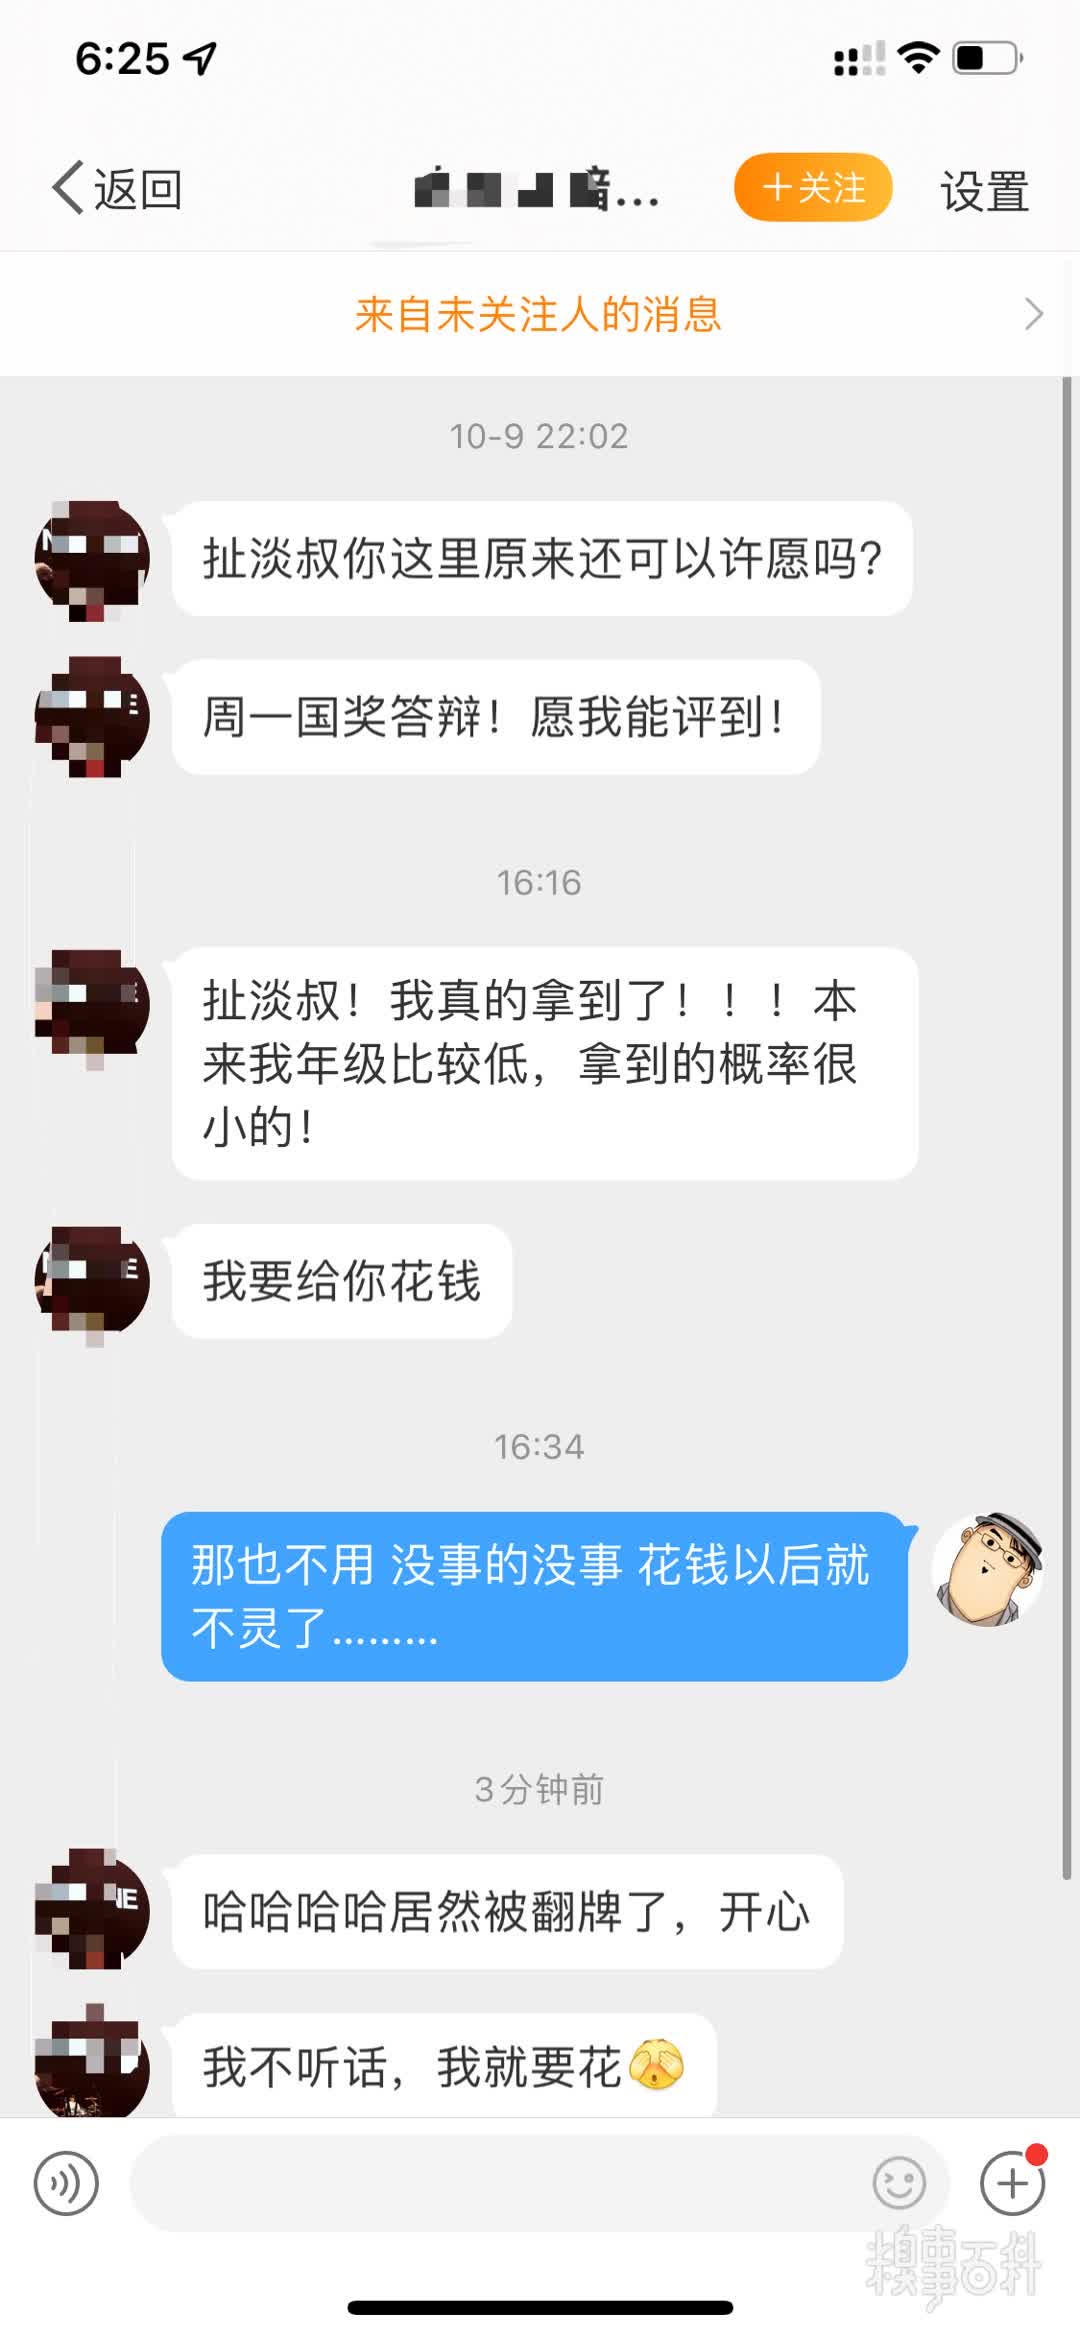 6:25
返回
...
+关注
设置
来自未关注人的消息
10-9 22:02
扯淡叔你这里原来还可以许愿吗?
周一国奖答辩！愿我能评到！
16:16
扯淡叔！我真的拿到了！！！本
来我年级比较低，拿到的概率很
小的！
我要给你花钱
16:34
那也不用 没事的没事 花钱以后就
不灵了.........
3分钟前
哈哈哈哈居然被翻牌了，开心
我不听话，我就要花🫣
糗事百科